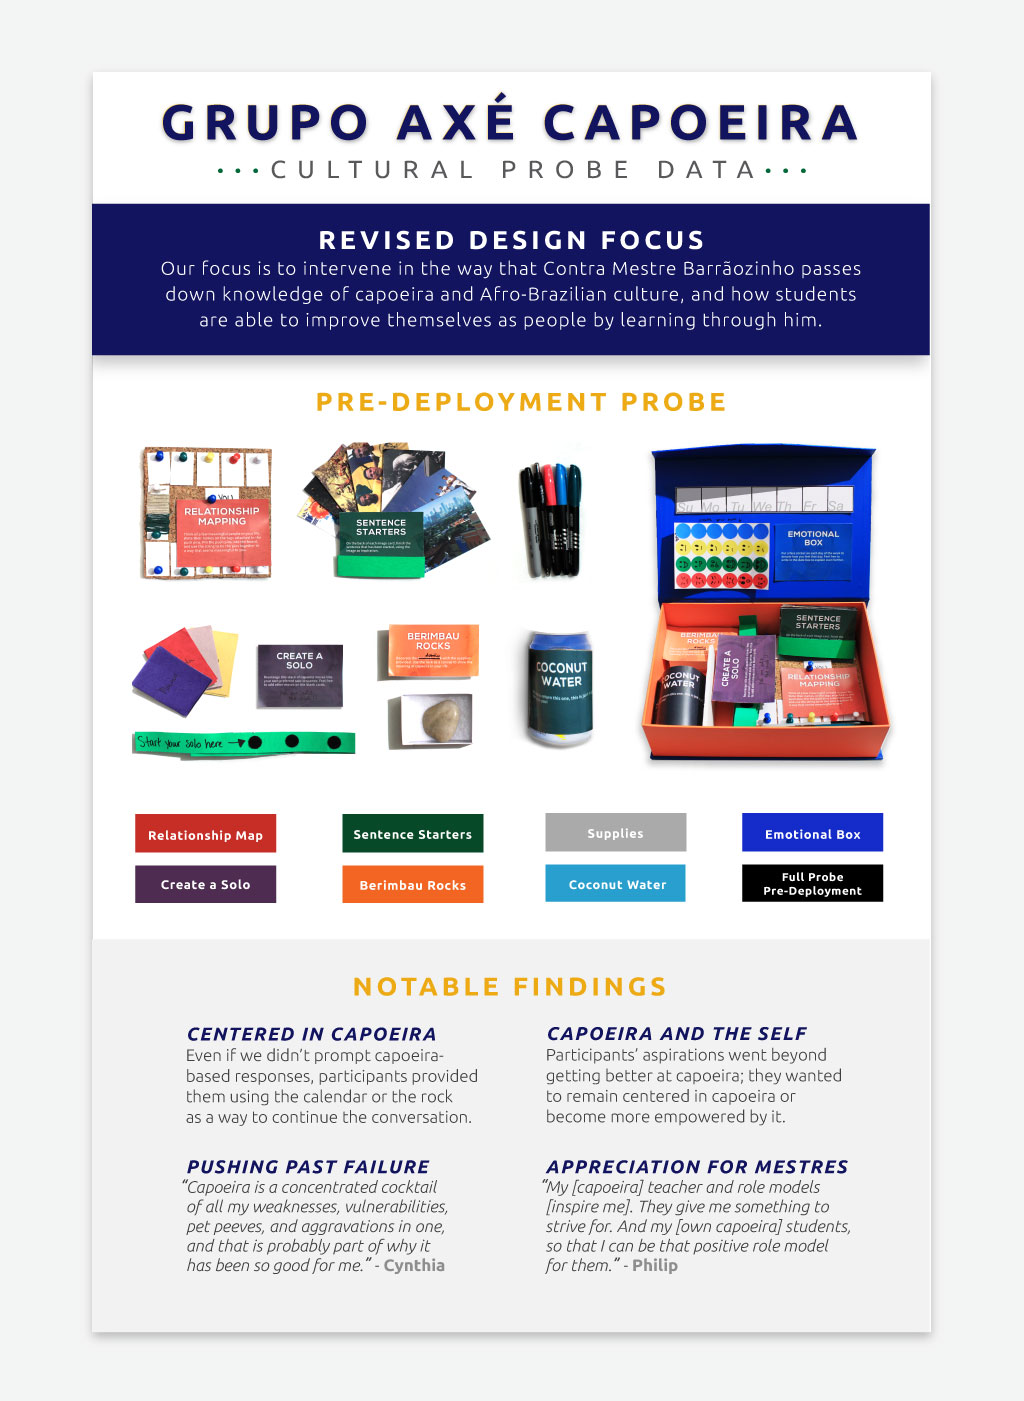 GRUPO AXÉ CAPOEIRA
CULTURAL PROBE DATA
REVISED DESIGN FOCUS
Our focus is to intervene in the way that Contra Mestre Barrãozinho passes
down knowledge of capoeira and Afro-Brazilian culture, and how students
are able to improve themselves as people by learning through him.
PRE-DEPLOYMENT PROBE
YOU
RELATIONSHIP
MAPPING
SENTENCE
STARTERS
Su Mo Tu We Th Fr Sa
EMOTIONAL
BOX
CREATE A
SOLO
BERIMBAU
ROCKS
COCONUT
WATER
Start your solo here
BERIMBAU
ROCKS
CREATE A
SOLO
SENTENCE
STARTERS
RELATIONSHIP
MAPPING
COCONUT
WATER
Relationship Map
Sentence Starters
Supplies
Emotional Box
Create a Solo
Berimbau Rocks
Coconut Water
Full Probe
Pre-Deployment
NOTABLE FINDINGS
CENTERED IN CAPOEIRA
Even if we didn't prompt capoeira-
based responses, participants provided
them using the calendar or the rock
as a way to continue the conversation.
CAPOEIRA AND THE SELF
Participants' aspirations went beyond
getting better at capoeira; they wanted
to remain centered in capoeira or
become more empowered by it.
PUSHING PAST FAILURE
"Capoeira is a concentrated cocktail
of all my weaknesses, vulnerabilities,
pet peeves, and aggravations in one,
and that is probably part of why it
has been so good for me." - Cynthia
APPRECIATION FOR MESTRES
"My [capoeira] teacher and role models
[inspire me]. They give me something to
strive for. And my [own capoeira] students,
so that I can be that positive role model
for them." - Philip